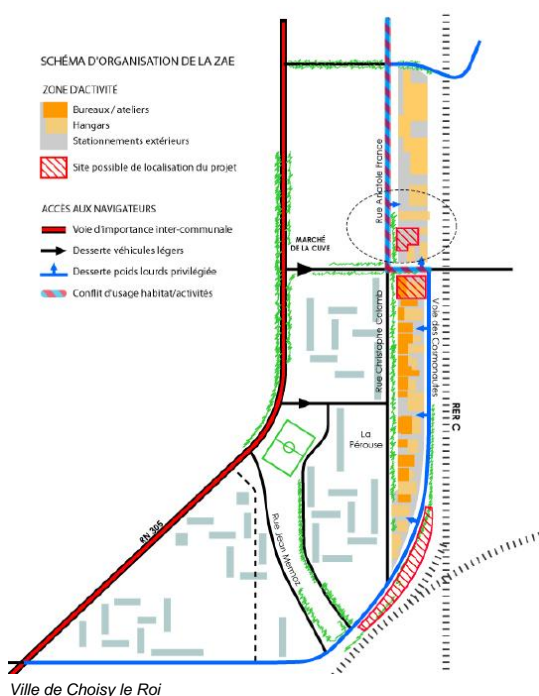 SCHÉMA D'ORGANISATION DE LA ZAE
ZONE D'ACTIVITÉ
Bureaux / ateliers
Hangars
Stationnements extérieurs
Site possible de localisation du projet
ACCÈS AUX NAVIGATEURS
Voie d'importance inter-communale
Desserte véhicules légers
Desserte poids lourds privilégiée
Conflit d'usage habitat/activités
Rue Anatole France
MARCHÉ
DE LA CUVE
Rue Christophe Colomb
Voie des Cosmonautes
RER C
La
Pérouse
RN 305
Rue Jean Mermoz
Ville de Choisy le Roi